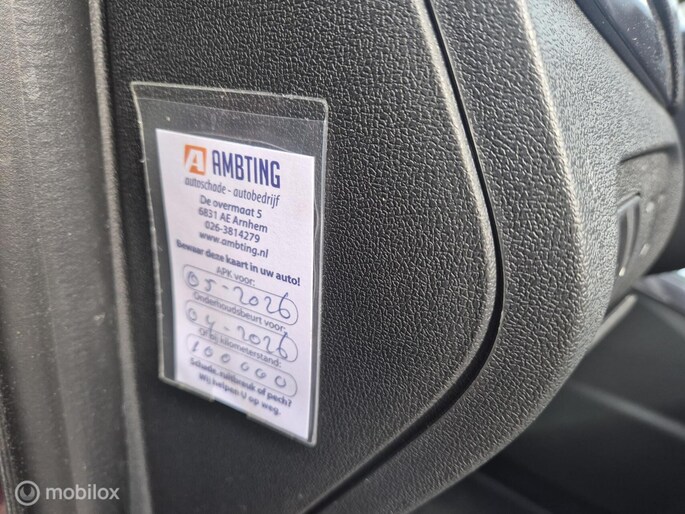 A AMBTING
autoschade - autobedrijf
De overmaat 5
6831 AE Arnhem
026-3814279
www.ambting.nl
Bewaar deze kaart in uw auto!
APK voor:
05-2026
Onderhoudsbeurt voor:
04-2026
Of bij kilometerstand:
100000
Schade, ruitbreuk of pech?
Wij helpen U op weg.
mobilox